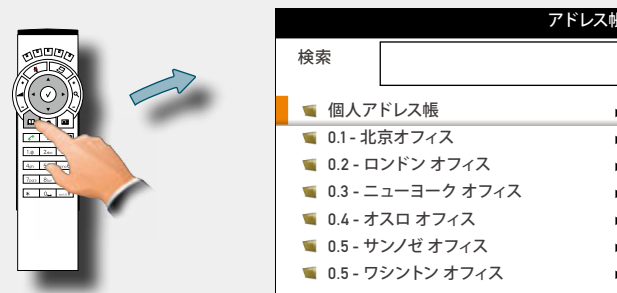 アドレス帳
検索
個人アドレス帳
0.1 - 北京オフィス
0.2 - ロンドン オフィス
0.3 - ニューヨーク オフィス
0.4 - オスロ オフィス
0.5 - サンノゼ オフィス
0.5 - ワシントン オフィス